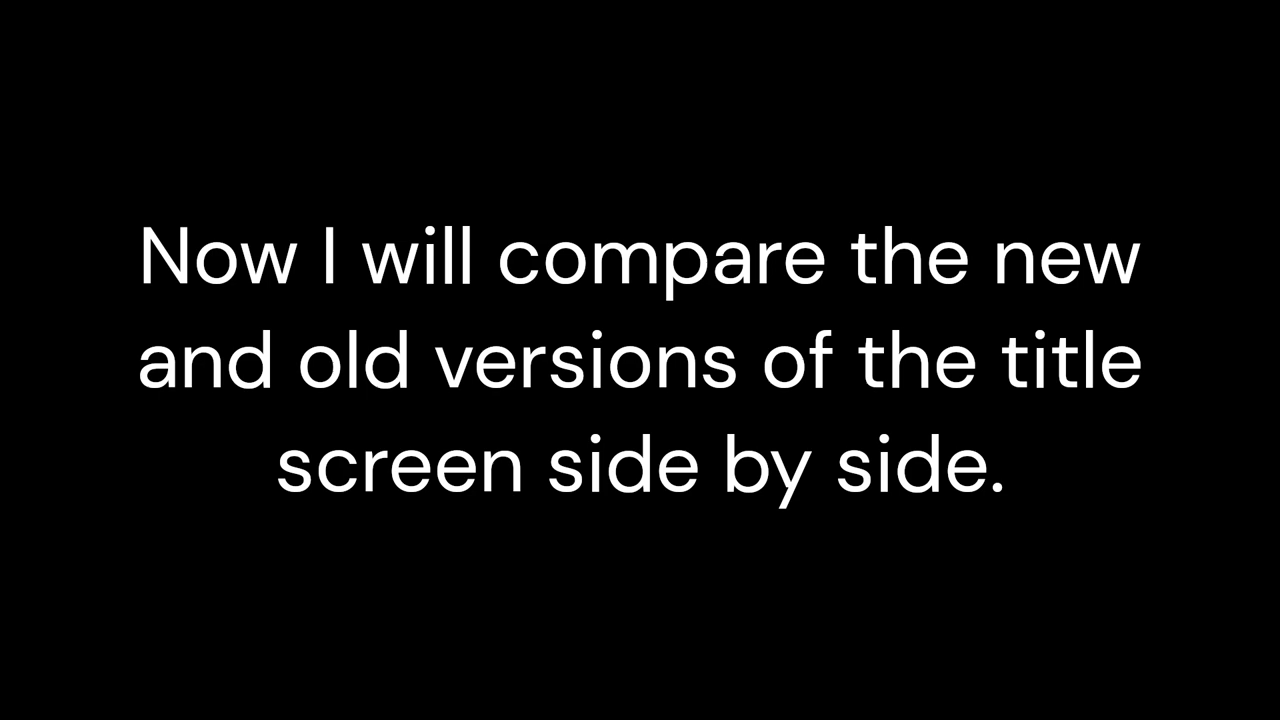 Now I will compare the new
and old versions of the title
screen side by side.